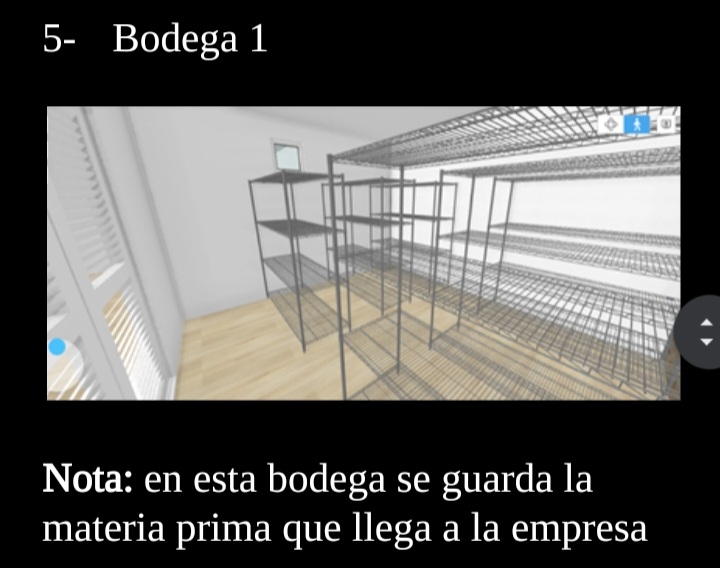 5- Bodega 1
Nota: en esta bodega se guarda la
materia prima que llega a la empresa